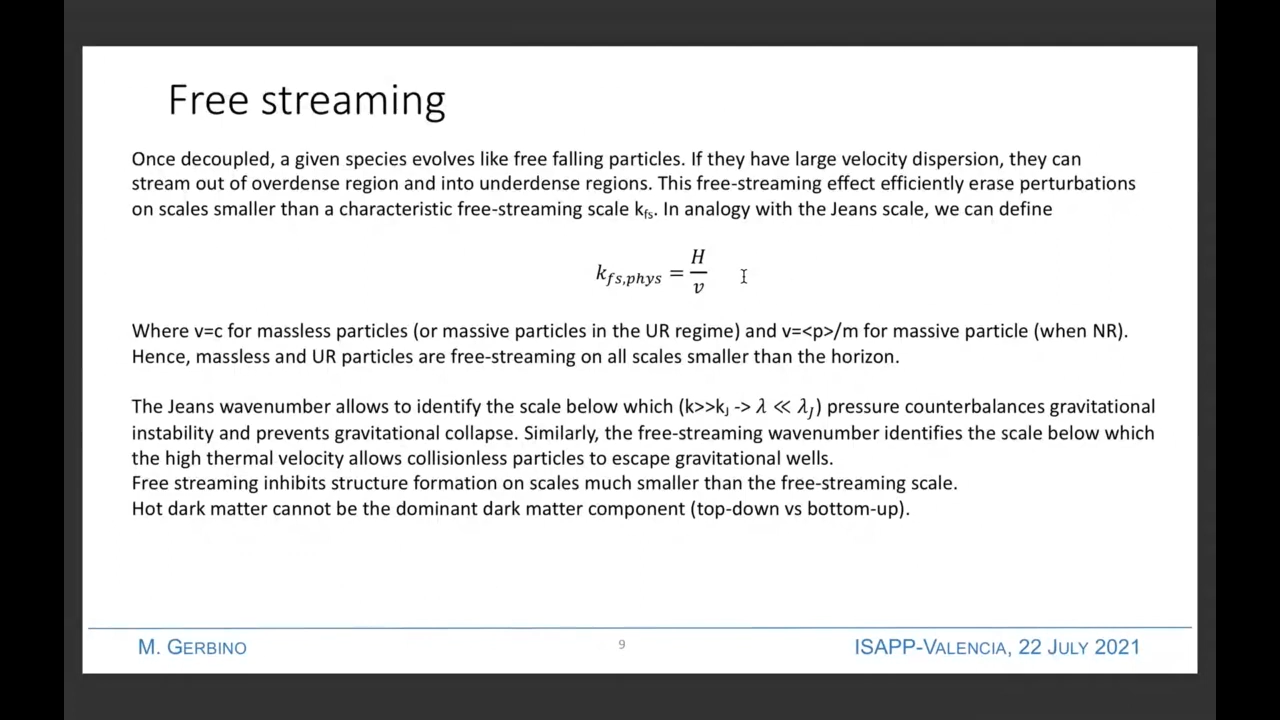 Free streaming
Once decoupled, a given species evolves like free falling particles. If they have large velocity dispersion, they can
stream out of overdense region and into underdense regions. This free-streaming effect efficiently erase perturbations
on scales smaller than a characteristic free-streaming scale k_fs. In analogy with the Jeans scale, we can define
k_{fs,phys} = H/v
Where v=c for massless particles (or massive particles in the UR regime) and v=<p>/m for massive particle (when NR).
Hence, massless and UR particles are free-streaming on all scales smaller than the horizon.
The Jeans wavenumber allows to identify the scale below which (k>>k_J -> λ ≪ λ_J) pressure counterbalances gravitational
instability and prevents gravitational collapse. Similarly, the free-streaming wavenumber identifies the scale below which
the high thermal velocity allows collisionless particles to escape gravitational wells.
Free streaming inhibits structure formation on scales much smaller than the free-streaming scale.
Hot dark matter cannot be the dominant dark matter component (top-down vs bottom-up).
M. GERBINO
9
ISAPP-VALENCIA, 22 JULY 2021